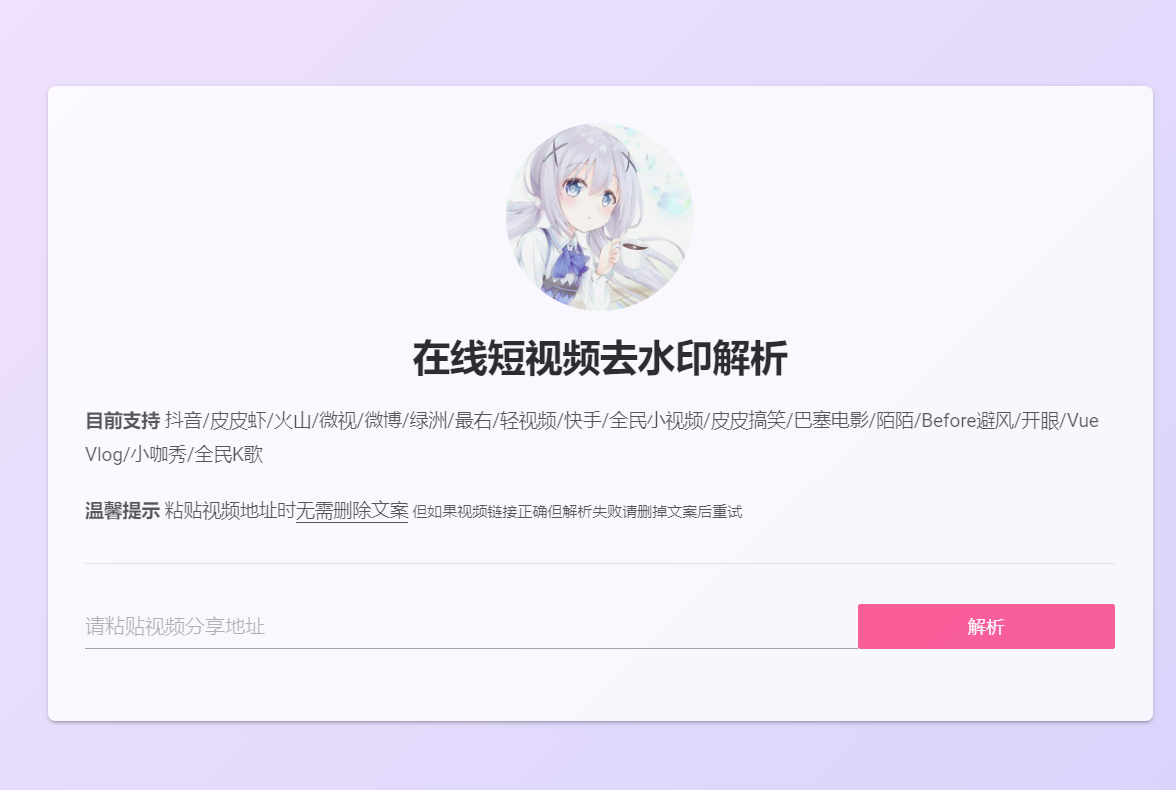 在线短视频去水印解析
目前支持 抖音/皮皮虾/火山/微视/微博/绿洲/最右/轻视频/快手/全民小视频/皮皮搞笑/巴塞电影/陌陌/Before避风/开眼/Vue
Vlog/小咖秀/全民K歌
温馨提示 粘贴视频地址时无需删除文案 但如果视频链接正确但解析失败请删掉文案后重试
请粘贴视频分享地址
解析